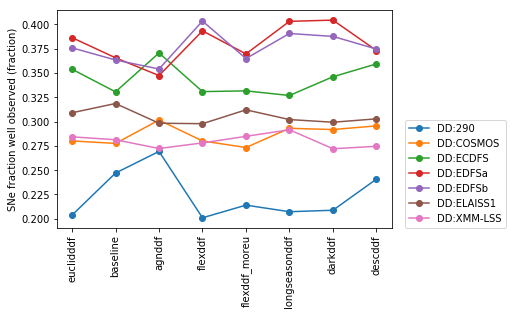 SNe fraction well observed (fraction)
0.400
0.375
0.350
0.325
0.300
0.275
0.250
0.225
0.200
euclidddf
baseline
agnddf
flexddf
flexddf_moreu
longseasonddf
darkddf
descddf
DD:290
DD:COSMOS
DD:ECDFS
DD:EDFSa
DD:EDFSb
DD:ELAISS1
DD:XMM-LSS